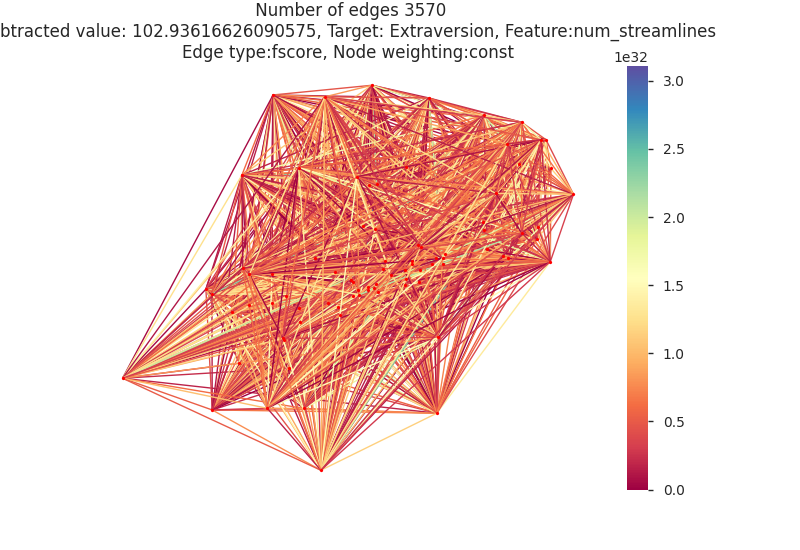 Number of edges 3570
btracted value: 102.93616626090575, Target: Extraversion, Feature:num_streamlines
Edge type:fscore, Node weighting:const
1e32
3.0
2.5
2.0
1.5
1.0
0.5
0.0